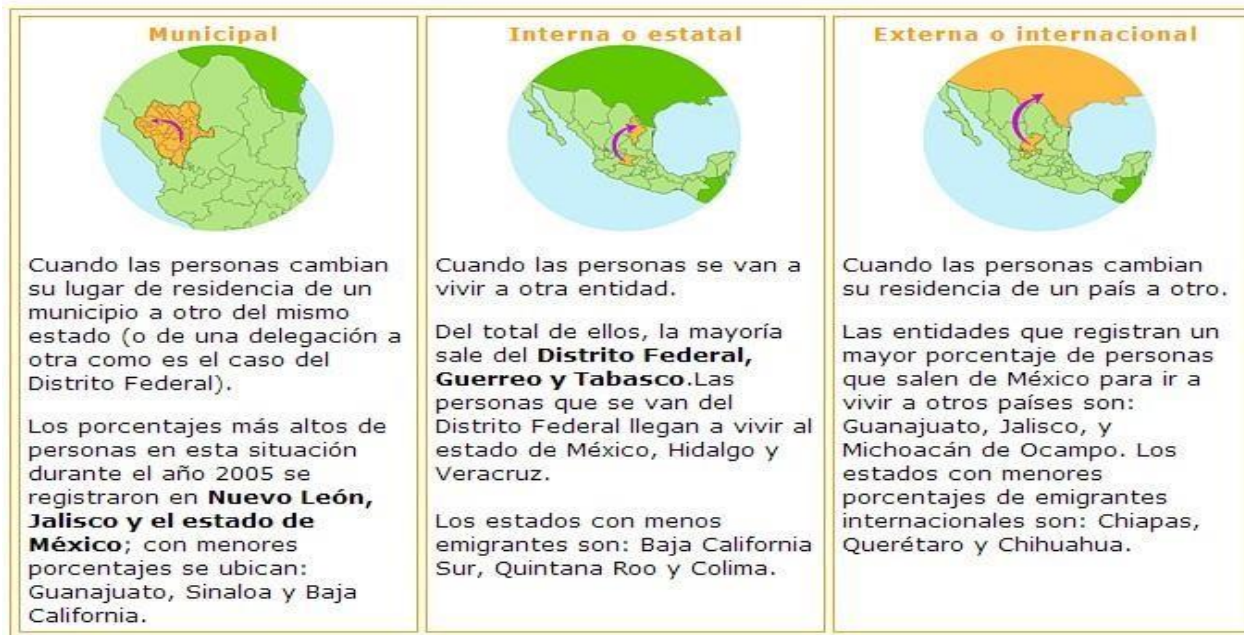 Municipal
Cuando las personas cambian
su lugar de residencia de un
municipio a otro del mismo
estado (o de una delegación a
otra como es el caso del
Distrito Federal).
Los porcentajes más altos de
personas en esta situación
durante el año 2005 se
registraron en Nuevo León,
Jalisco y el estado de
México; con menores
porcentajes se ubican:
Guanajuato, Sinaloa y Baja
California.
Interna o estatal
Cuando las personas se van a
vivir a otra entidad.
Del total de ellos, la mayoría
sale del Distrito Federal,
Guerreo y Tabasco.Las
personas que se van del
Distrito Federal llegan a vivir al
estado de México, Hidalgo y
Veracruz.
Los estados con menos
emigrantes son: Baja California
Sur, Quintana Roo y Colima.
Externa o internacional
Cuando las personas cambian
su residencia de un país a otro.
Las entidades que registran un
mayor porcentaje de personas
que salen de México para ir a
vivir a otros países son:
Guanajuato, Jalisco, y
Michoacán de Ocampo. Los
estados con menores
porcentajes de emigrantes
internacionales son: Chiapas,
Querétaro y Chihuahua.